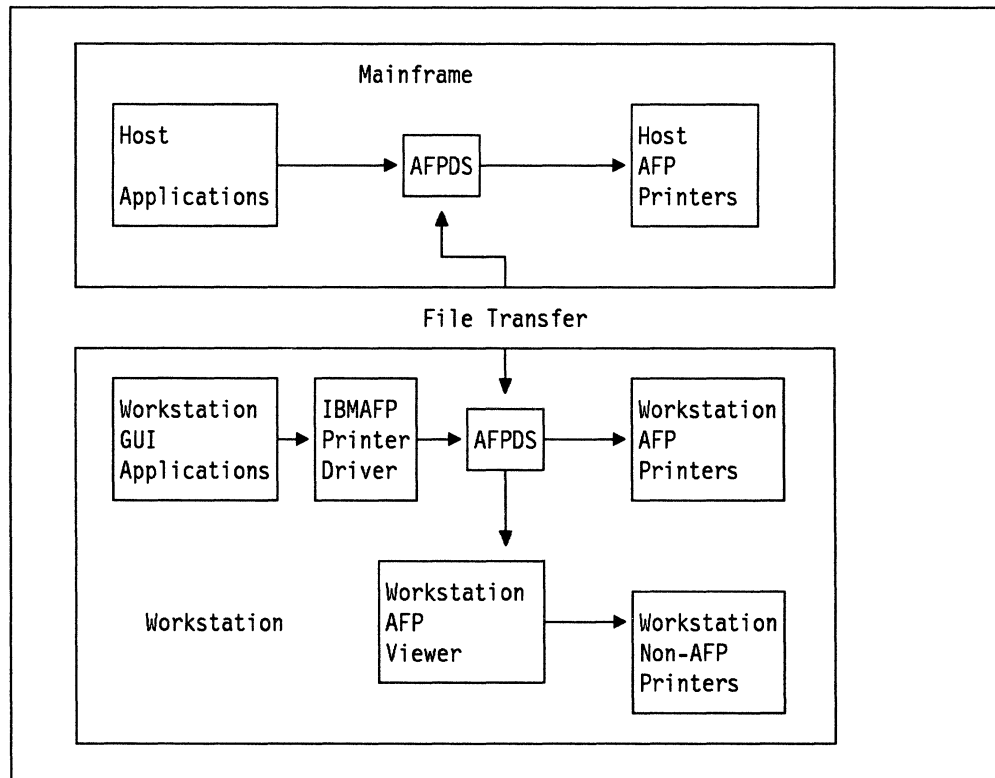 Mainframe
Host
Applications
AFPDS
Host
AFP
Printers
File Transfer
Workstation
GUI
Applications
IBMAFP
Printer
Driver
AFPDS
Workstation
AFP
Printers
Workstation
Workstation
AFP
Viewer
Workstation
Non-AFP
Printers